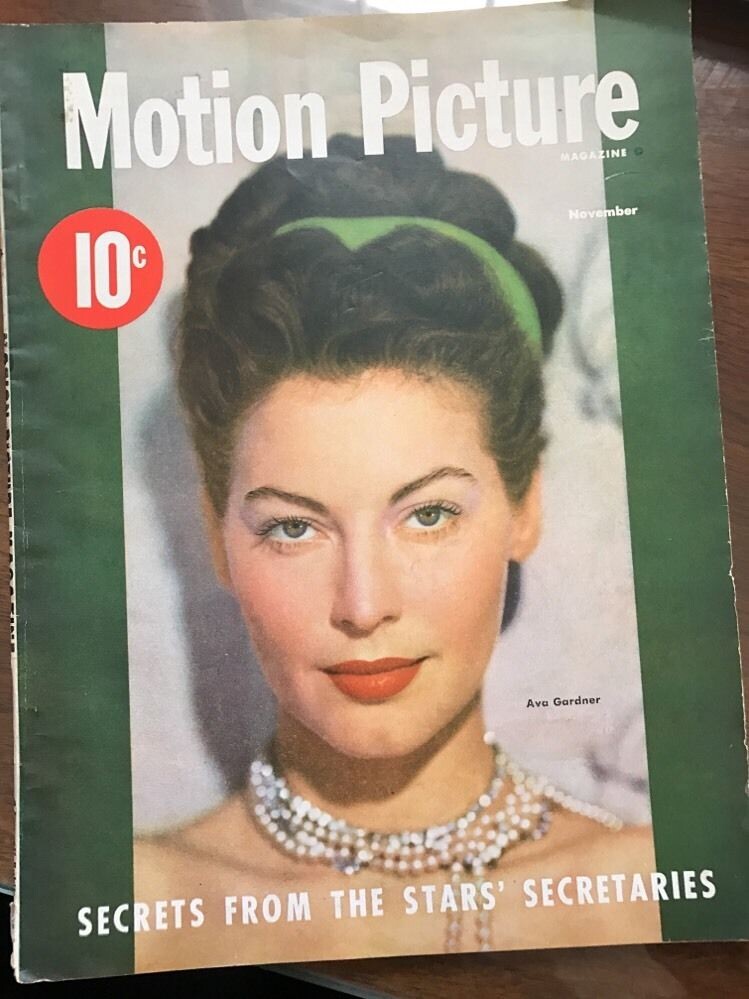 Motion Picture
MAGAZINE
November
10c
Ava Gardner
SECRETS FROM THE STARS' SECRETARIES